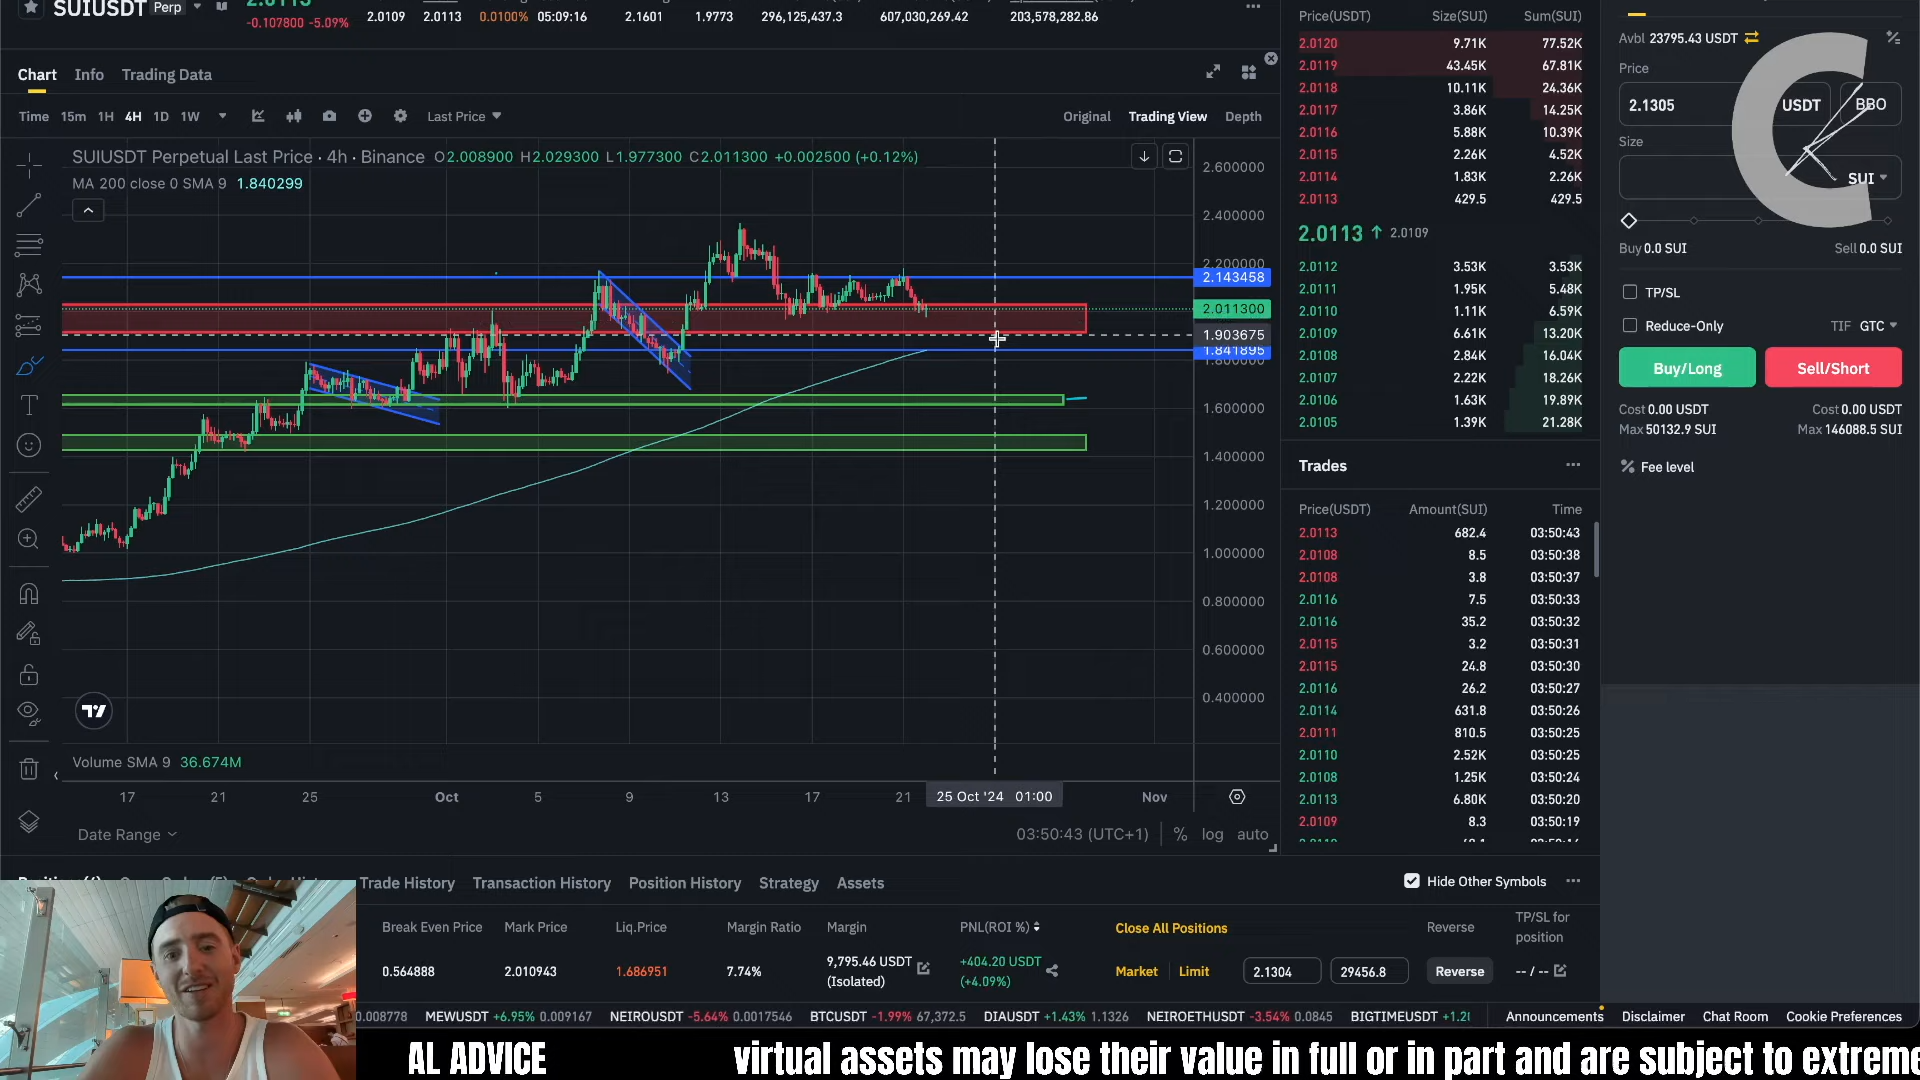 SUIUSDT Perp
-0.107800 -5.09% 2.0109 2.0113 0.0100% 05:09:16 2.1601 1.9773 296,125,437.3 607,030,269.42 203,578,282.86
Chart Info Trading Data
Time 15m 1H 4H 1D 1W Last Price Original Trading View Depth
SUIUSDT Perpetual Last Price · 4h · Binance O2.008900 H2.029300 L1.977300 C2.011300 +0.002500 (+0.12%)
MA 200 close 0 SMA 9 1.840299
2.600000
2.400000
2.200000
2.143458
2.011300
1.903675
1.841895
1.800000
1.600000
1.400000
1.200000
1.000000
0.800000
0.600000
0.400000
Volume SMA 9 36.674M
17 21 25 Oct 5 9 13 17 21 25 Oct '24 01:00 Nov
Date Range 03:50:43 (UTC+1) % log auto
Price(USDT) Size(SUI) Sum(SUI)
2.0120 9.71K 77.52K
2.0119 43.45K 67.81K
2.0118 10.11K 24.36K
2.0117 3.86K 14.25K
2.0116 5.88K 10.39K
2.0115 2.26K 4.52K
2.0114 1.83K 2.26K
2.0113 429.5 429.5
2.0113 2.0109
2.0112 3.53K 3.53K
2.0111 1.95K 5.48K
2.0110 1.11K 6.59K
2.0109 6.61K 13.20K
2.0108 2.84K 16.04K
2.0107 2.22K 18.26K
2.0106 1.63K 19.89K
2.0105 1.39K 21.28K
Trades
Price(USDT) Amount(SUI) Time
2.0113 682.4 03:50:43
2.0108 8.5 03:50:38
2.0108 3.8 03:50:37
2.0116 7.5 03:50:33
2.0116 35.2 03:50:32
2.0115 3.2 03:50:31
2.0115 24.8 03:50:30
2.0116 26.2 03:50:27
2.0114 631.8 03:50:26
2.0111 810.5 03:50:25
2.0110 2.52K 03:50:25
2.0108 1.25K 03:50:24
2.0113 6.80K 03:50:20
2.0109 8.3 03:50:19
Avbl 23795.43 USDT
Price
2.1305 USDT BBO
Size
SUI
Buy 0.0 SUI Sell 0.0 SUI
TP/SL
Reduce-Only TIF GTC
Buy/Long Sell/Short
Cost 0.00 USDT Cost 0.00 USDT
Max 50132.9 SUI Max 146088.5 SUI
% Fee level
Trade History Transaction History Position History Strategy Assets Hide Other Symbols
Break Even Price Mark Price Liq.Price Margin Ratio Margin PNL(ROI %) Close All Positions Reverse TP/SL for position
0.564888 2.010943 1.686951 7.74% 9,795.46 USDT (Isolated) +404.20 USDT (+4.09%) Market Limit 2.1304 29456.8 Reverse -- / --
0.008778 MEWUSDT +6.95% 0.009167 NEIROUSDT -5.64% 0.0017546 BTCUSDT -1.99% 67,372.5 DIAUSDT +1.43% 1.1326 NEIROETHUSDT -3.54% 0.0845 BIGTIMEUSDT Announcements Disclaimer Chat Room Cookie Preferences
AL ADVICE virtual assets may lose their value in full or in part and are subject to extreme